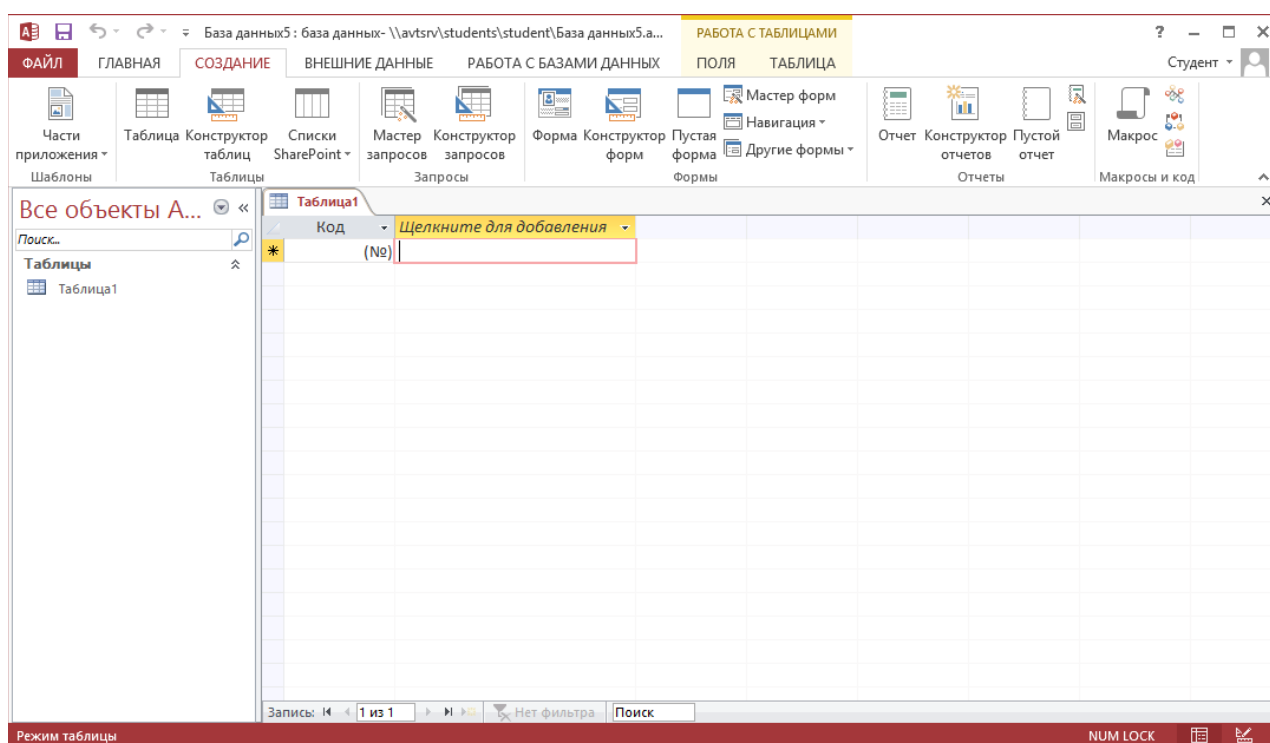 База данных5 : база данных- \\avtsrv\students\student\База данных5.а...
РАБОТА С ТАБЛИЦАМИ
ФАЙЛ ГЛАВНАЯ СОЗДАНИЕ ВНЕШНИЕ ДАННЫЕ РАБОТА С БАЗАМИ ДАННЫХ ПОЛЯ ТАБЛИЦА Студент
Части приложения
Таблица
Конструктор таблиц
Списки SharePoint
Мастер запросов
Конструктор запросов
Форма
Конструктор форм
Пустая форма
Мастер форм
Навигация
Другие формы
Отчет
Конструктор отчетов
Пустой отчет
Макрос
Шаблоны Таблицы Запросы Формы Отчеты Макросы и код
Все объекты A...
Поиск...
Таблицы
Таблица1
Таблица1
Код Щелкните для добавления
(№)
Запись: 1 из 1 Нет фильтра Поиск
Режим таблицы NUM LOCK